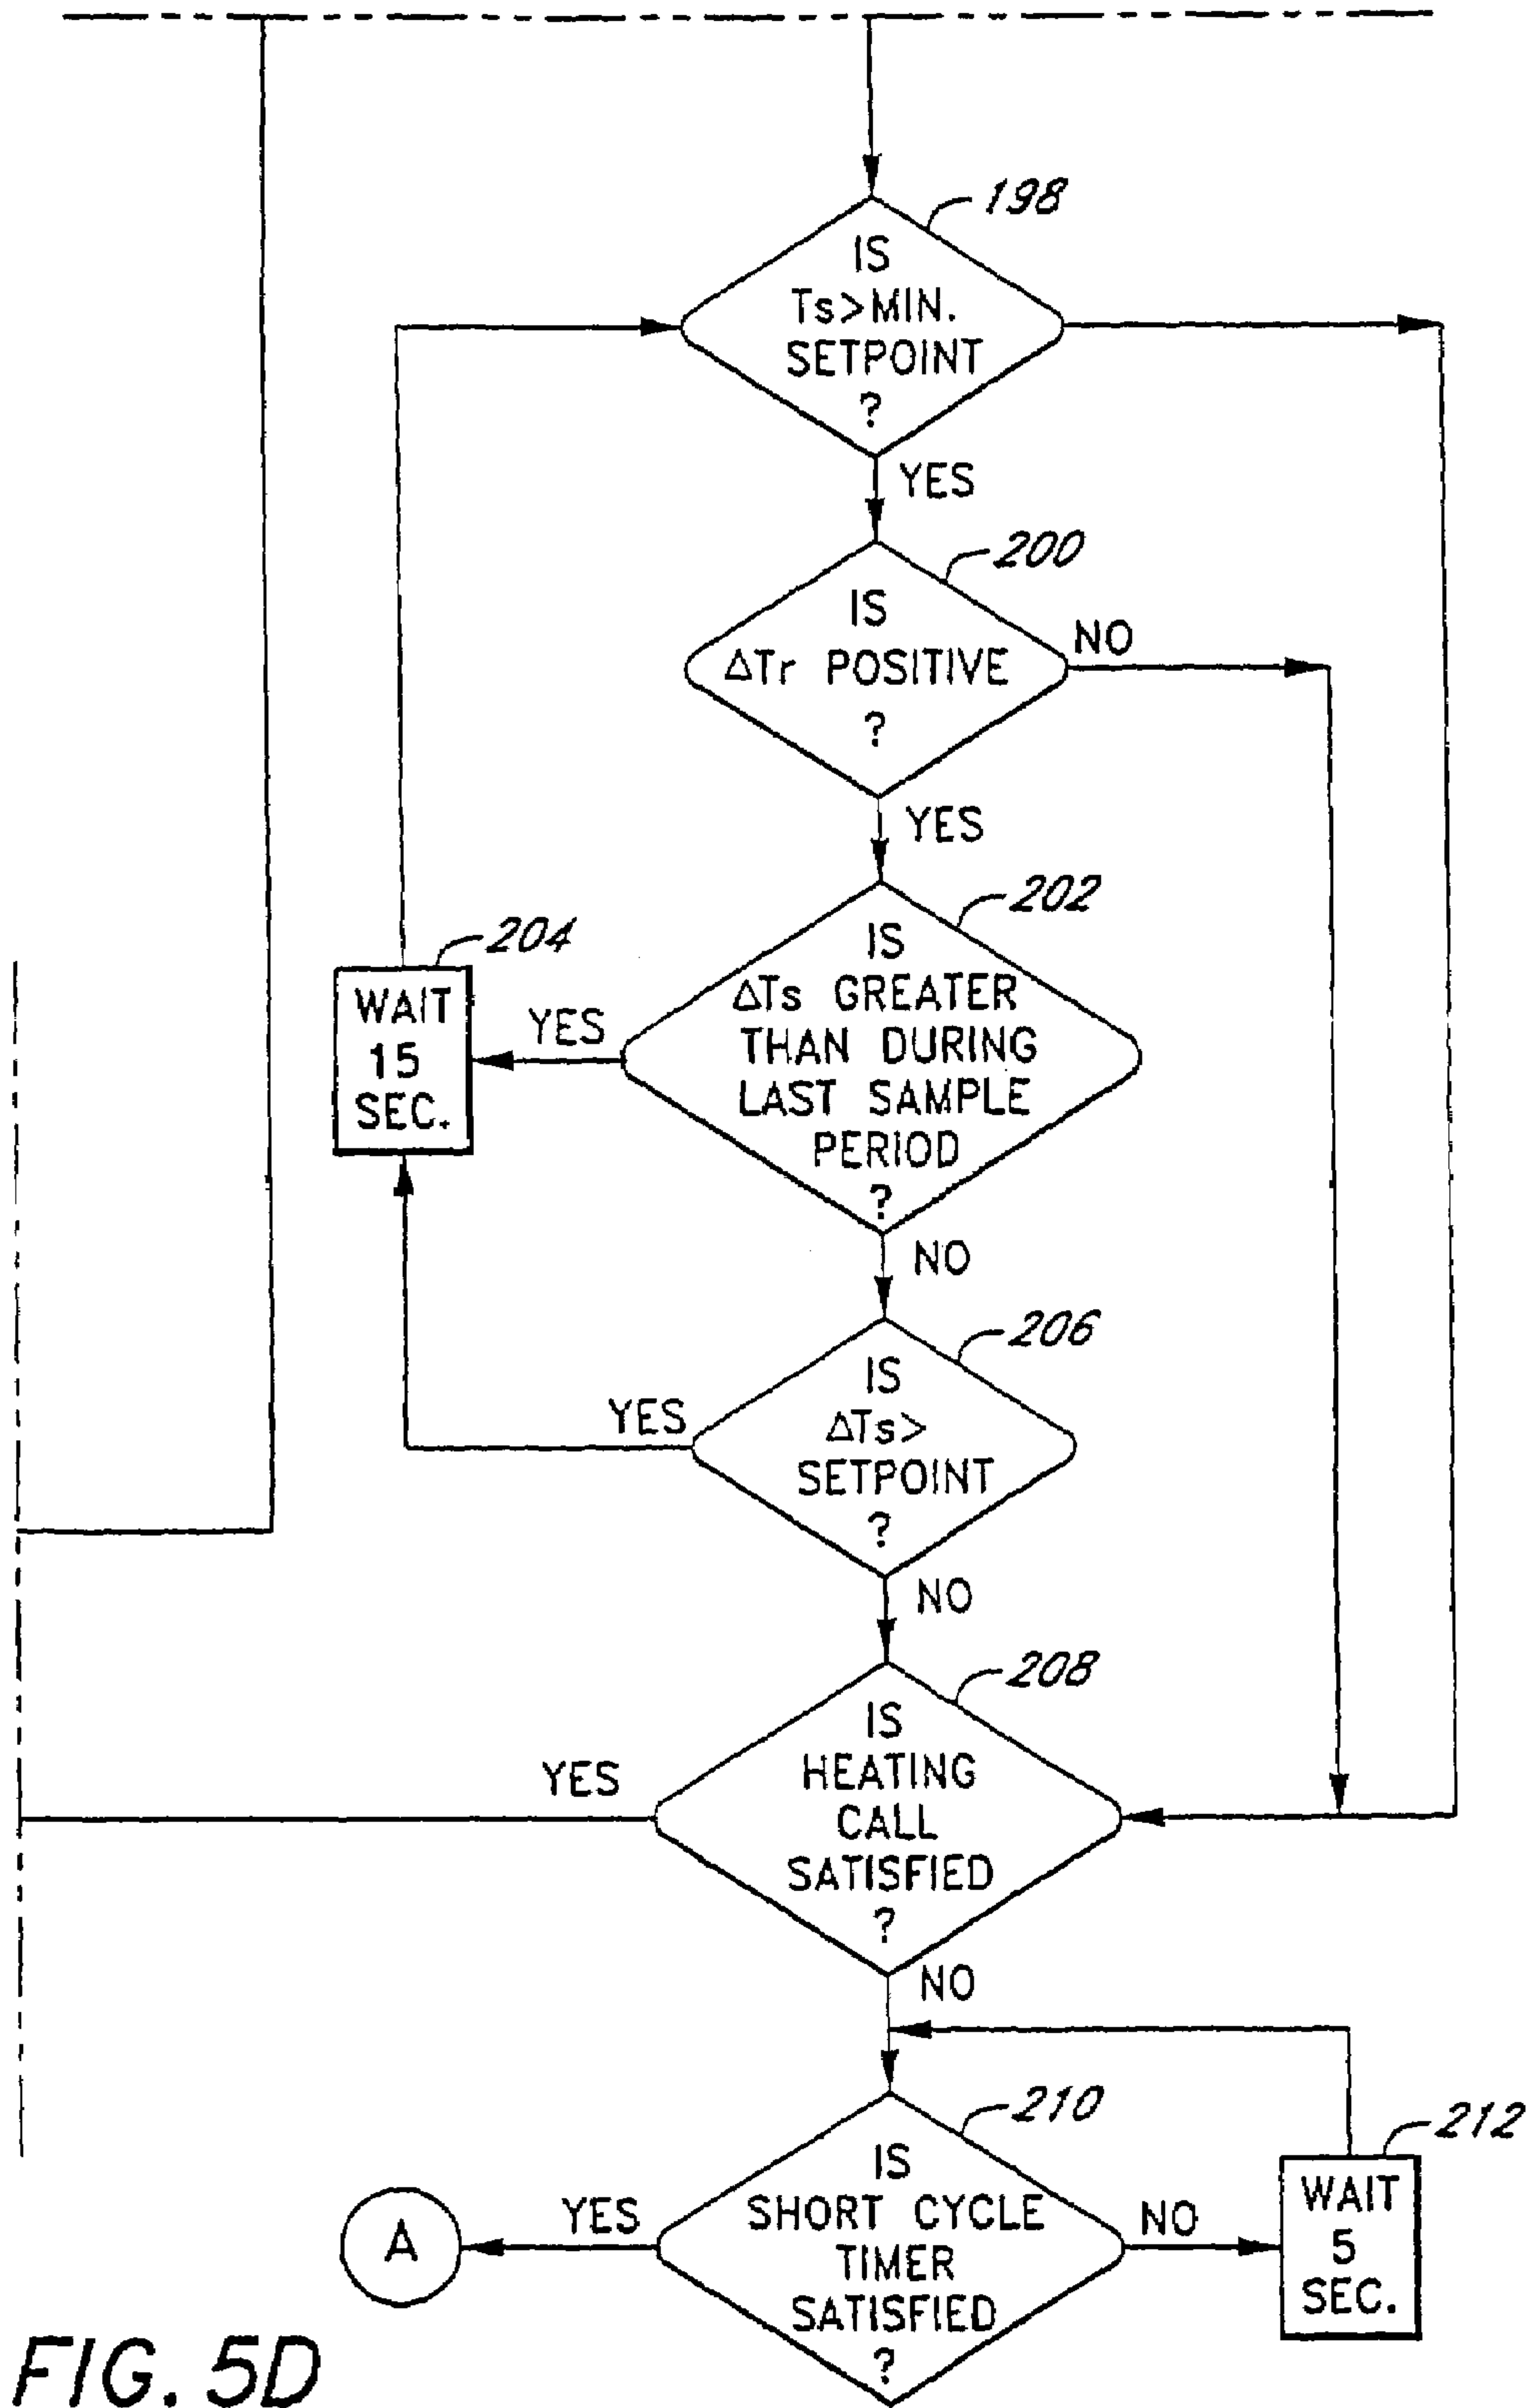 198
IS
Ts>MIN.
SETPOINT
?
YES
200
IS
ΔTr POSITIVE
?
NO
YES
202
IS
ΔTs GREATER
THAN DURING
LAST SAMPLE
PERIOD
?
YES
204
WAIT
15
SEC.
NO
206
IS
ΔTs>
SETPOINT
?
YES
NO
208
IS
HEATING
CALL
SATISFIED
?
YES
NO
210
IS
SHORT CYCLE
TIMER
SATISFIED
?
YES
A
NO
212
WAIT
5
SEC.
FIG. 5D